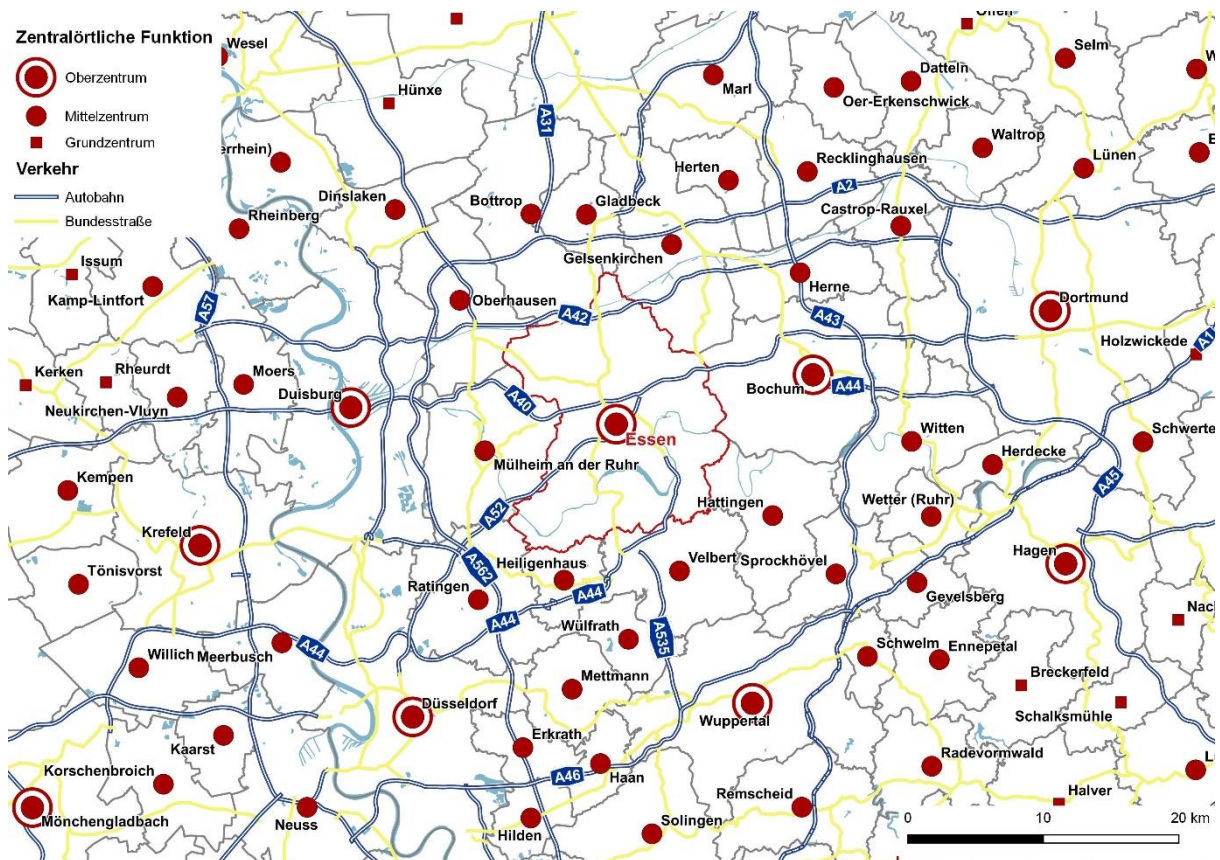 Zentralörtliche Funktion
Oberzentrum
Mittelzentrum
Grundzentrum
Verkehr
Autobahn
Bundesstraße
Wesel
Hünxe
A31
Marl
Oer-Erkenschwick
Datteln
Selm
Waltrop
Lünen
Dinslaken
Rheinberg
Bottrop
Gladbeck
Herten
Recklinghausen
A2
Castrop-Rauxel
Gelsenkirchen
Issum
Kamp-Lintfort
A57
Oberhausen
A42
Herne
A43
Dortmund
Holzwickede
A1
Kerken
Rheurdt
Moers
Neukirchen-Vluyn
Duisburg
A40
Bochum
A44
Essen
Witten
Herdecke
Schwerte
Mülheim an der Ruhr
Kempen
A52
Hattingen
Wetter (Ruhr)
A45
Krefeld
Hagen
Tönisvorst
A562
Ratingen
Heiligenhaus
A44
Velbert
Sprockhövel
Gevelsberg
A44
Wülfrath
A535
Willich
Meerbusch
A44
Mettmann
Schwelm
Ennepetal
Breckerfeld
Schalksmühle
Düsseldorf
Wuppertal
Kaarst
Erkrath
Radevormwald
Korschenbroich
A46
Haan
Mönchengladbach
Neuss
Hilden
Solingen
Remscheid
Halver
0 10 20 km